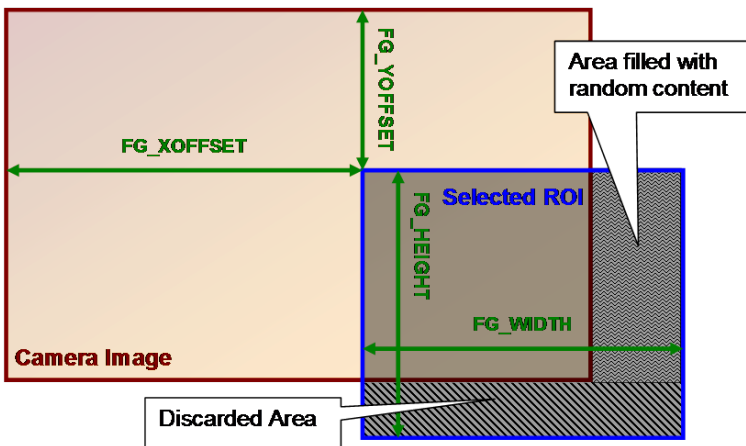 FG_YOFFSET
Area filled with
random content
FG_XOFFSET
Selected ROI
FG_HEIGHT
FG_WIDTH
Camera Image
Discarded Area